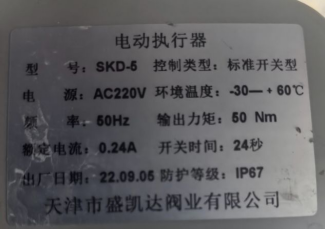 电动执行器
型 号：SKD-5 控制类型：标准开关型
电 源：AC220V 环境温度：-30—+60℃
频 率：50Hz 输出力矩：50 Nm
额定电流：0.24A 开关时间：24秒
出厂日期：22.09.05 防护等级：IP67
天津市盛凯达阀业有限公司